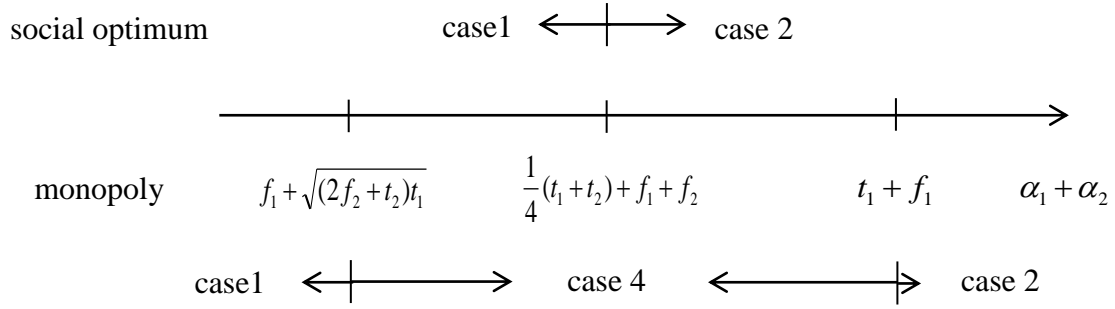 social optimum case1 case 2
monopoly f₁ + √((2f₂ + t₂)t₁) 1/4(t₁ + t₂) + f₁ + f₂ t₁ + f₁ α₁ + α₂
case1 case 4 case 2